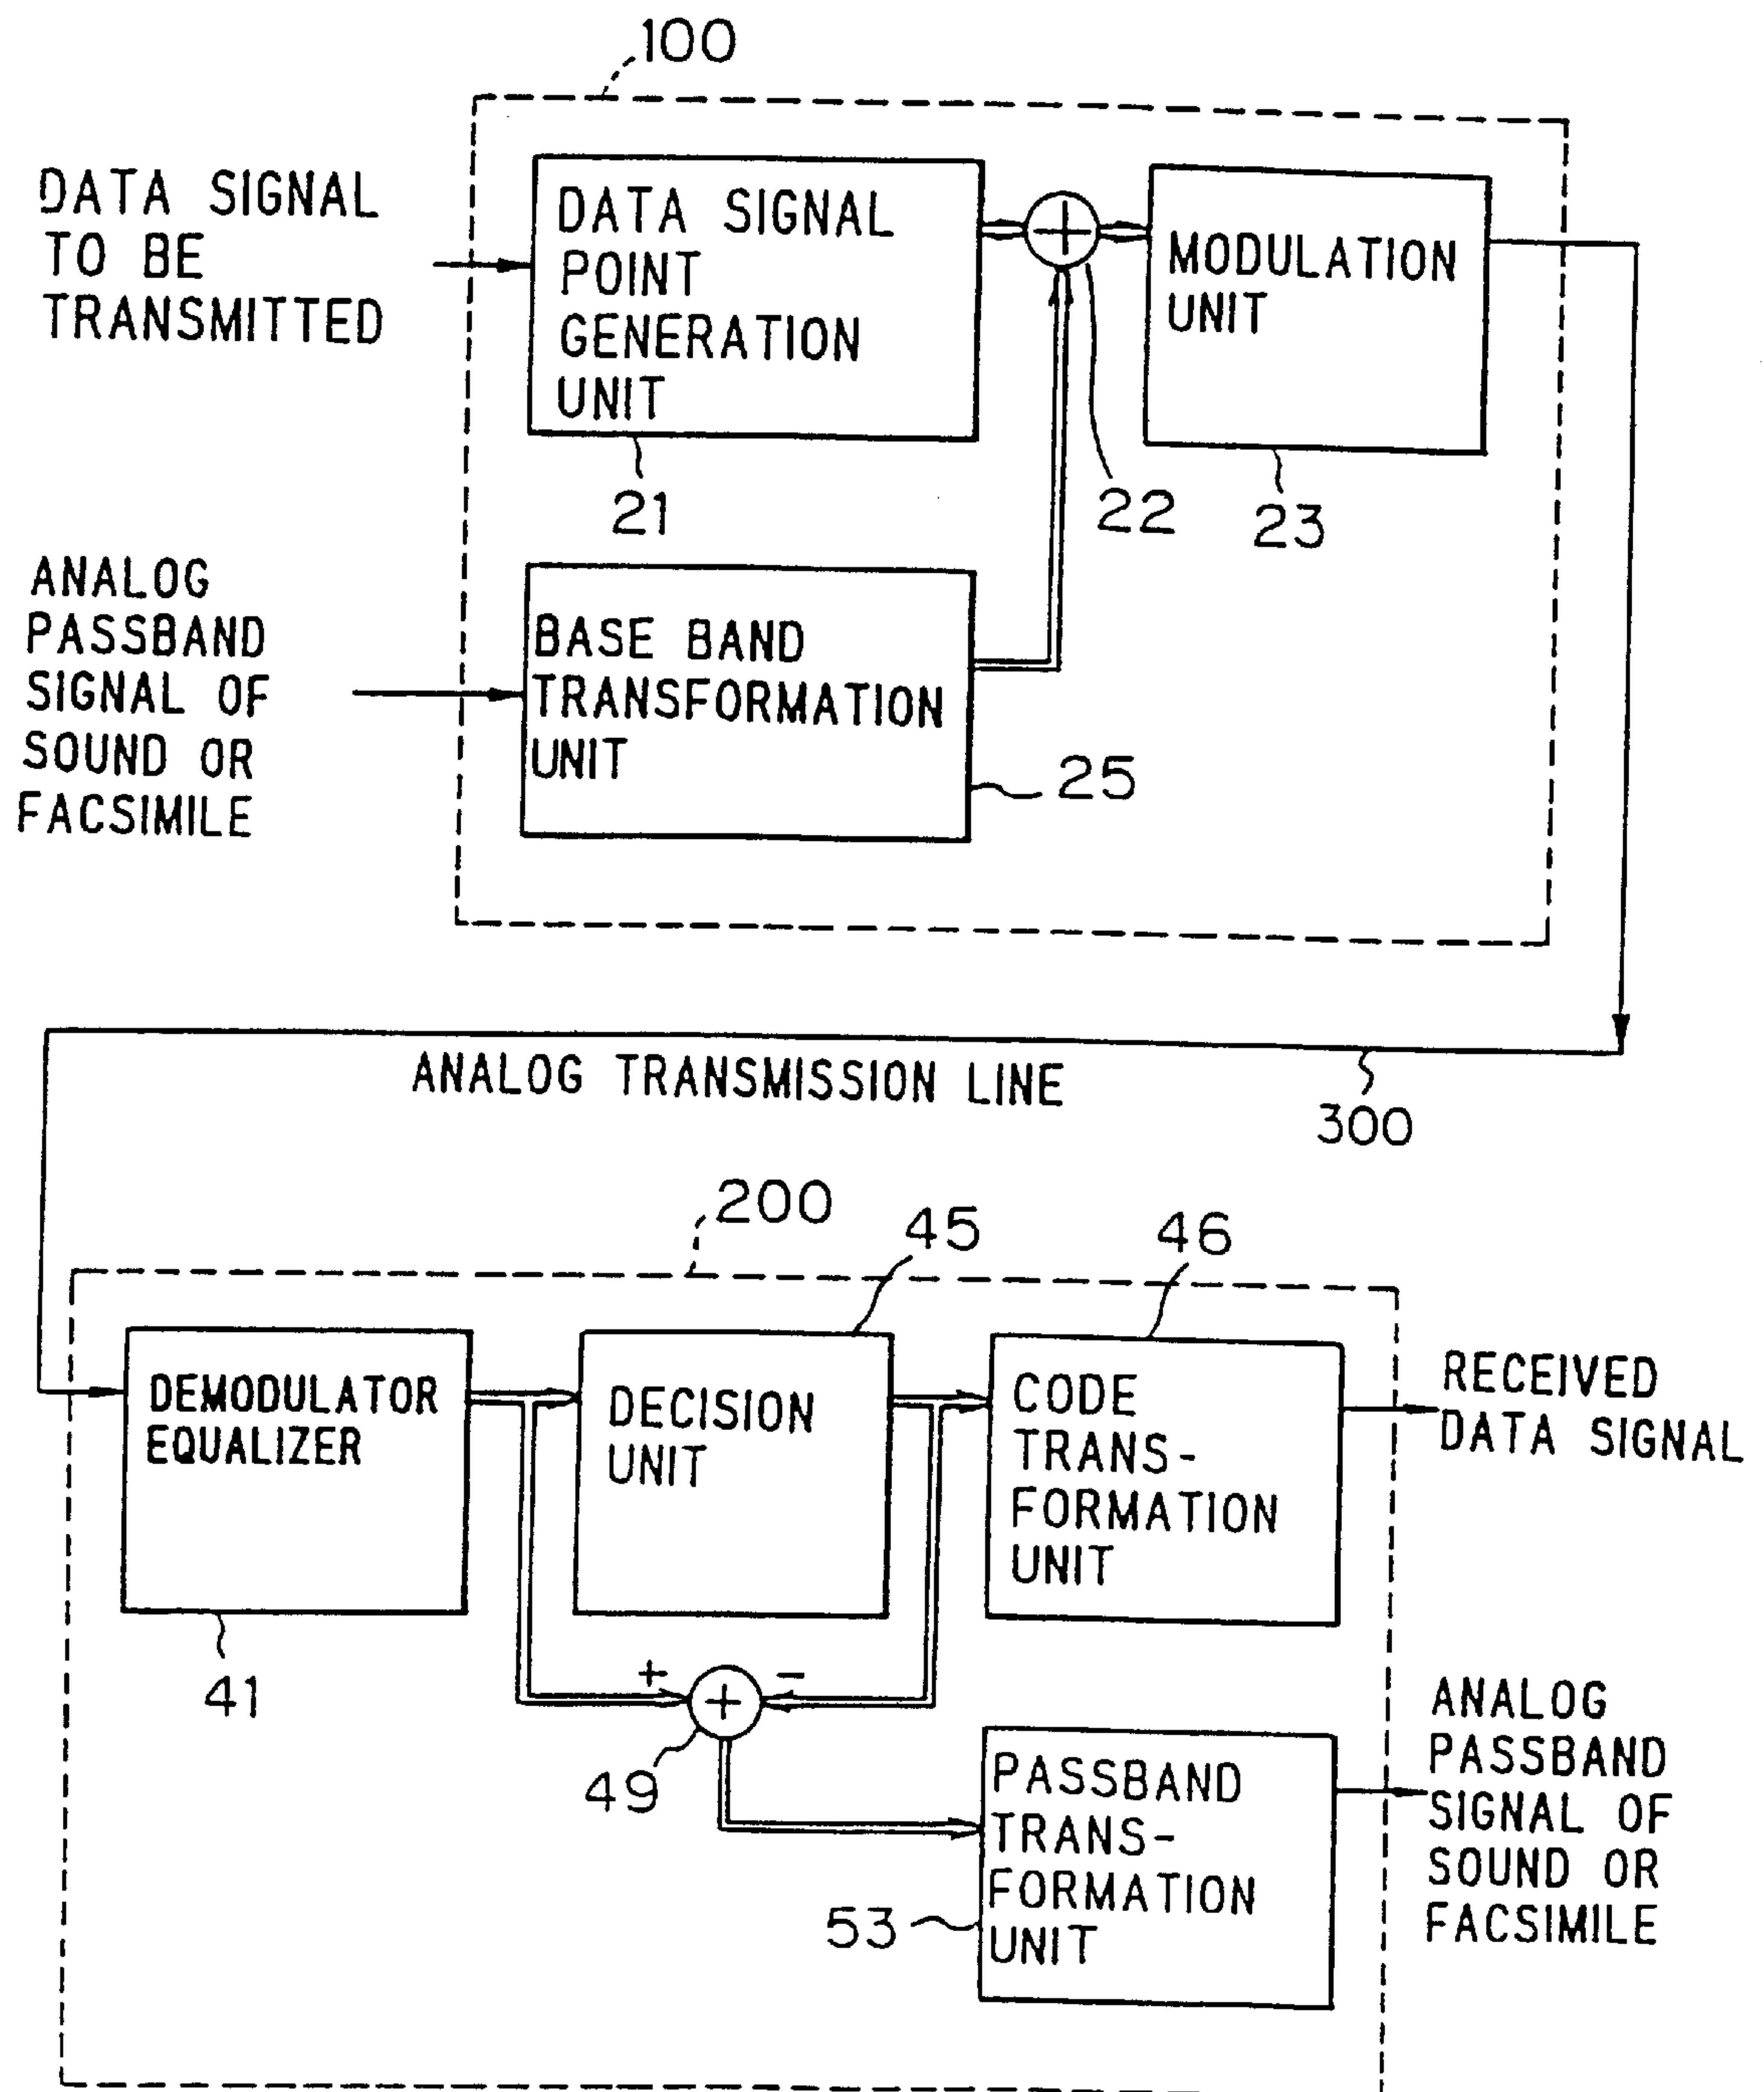 100
DATA SIGNAL
TO BE
TRANSMITTED
DATA SIGNAL
POINT
GENERATION
UNIT
21
+
22
MODULATION
UNIT
23
ANALOG
PASSBAND
SIGNAL OF
SOUND OR
FACSIMILE
BASE BAND
TRANSFORMATION
UNIT
25
ANALOG TRANSMISSION LINE
300
200
45
46
DEMODULATOR
EQUALIZER
41
DECISION
UNIT
CODE
TRANS-
FORMATION
UNIT
RECEIVED
DATA SIGNAL
+
-
+
49
PASSBAND
TRANS-
FORMATION
UNIT
53
ANALOG
PASSBAND
SIGNAL OF
SOUND OR
FACSIMILE